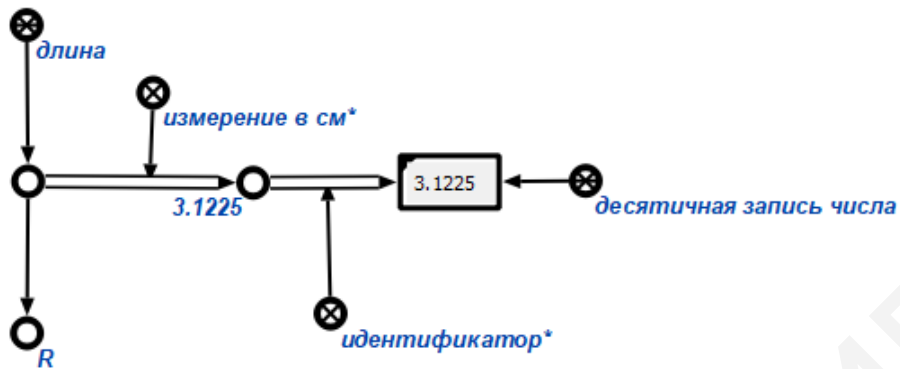 длина
измерение в см*
3.1225
3.1225
десятичная запись числа
идентификатор*
R